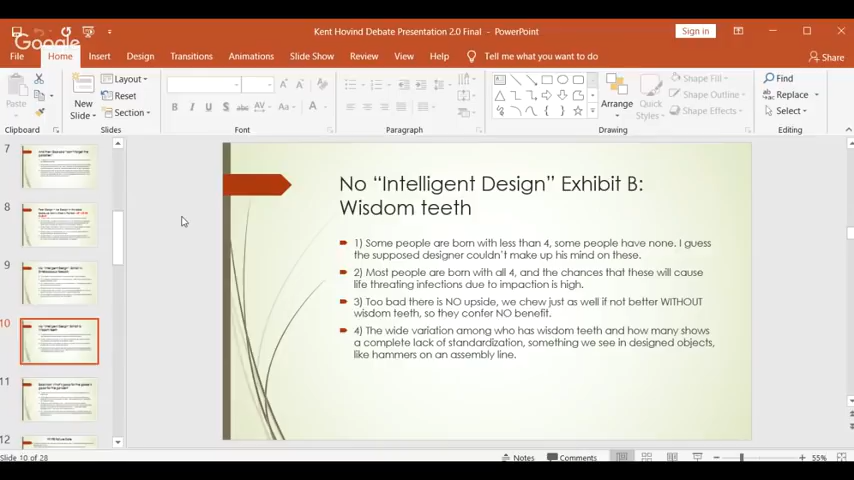 Kent Hovind Debate Presentation 2.0 Final - PowerPoint
Sign in
Google
File Home Insert Design Transitions Animations Slide Show Review View Help Tell me what you want to do Share
Paste
New
Slide
Layout
Reset
Section
Arrange
Quick
Styles
Shape Fill
Shape Outline
Shape Effects
Find
Replace
Select
Clipboard Slides Font Paragraph Drawing Editing
7
8
9
10
11
12
No “Intelligent Design” Exhibit B:
Wisdom teeth
1) Some people are born with less than 4, some people have none. I guess
the supposed designer couldn’t make up his mind on these.
2) Most people are born with all 4, and the chances that these will cause
life threating infections due to impaction is high.
3) Too bad there is NO upside, we chew just as well if not better WITHOUT
wisdom teeth, so they confer NO benefit.
4) The wide variation among who has wisdom teeth and how many shows
a complete lack of standardization, something we see in designed objects,
like hammers on an assembly line.
Slide 10 of 28 Notes Comments 55%